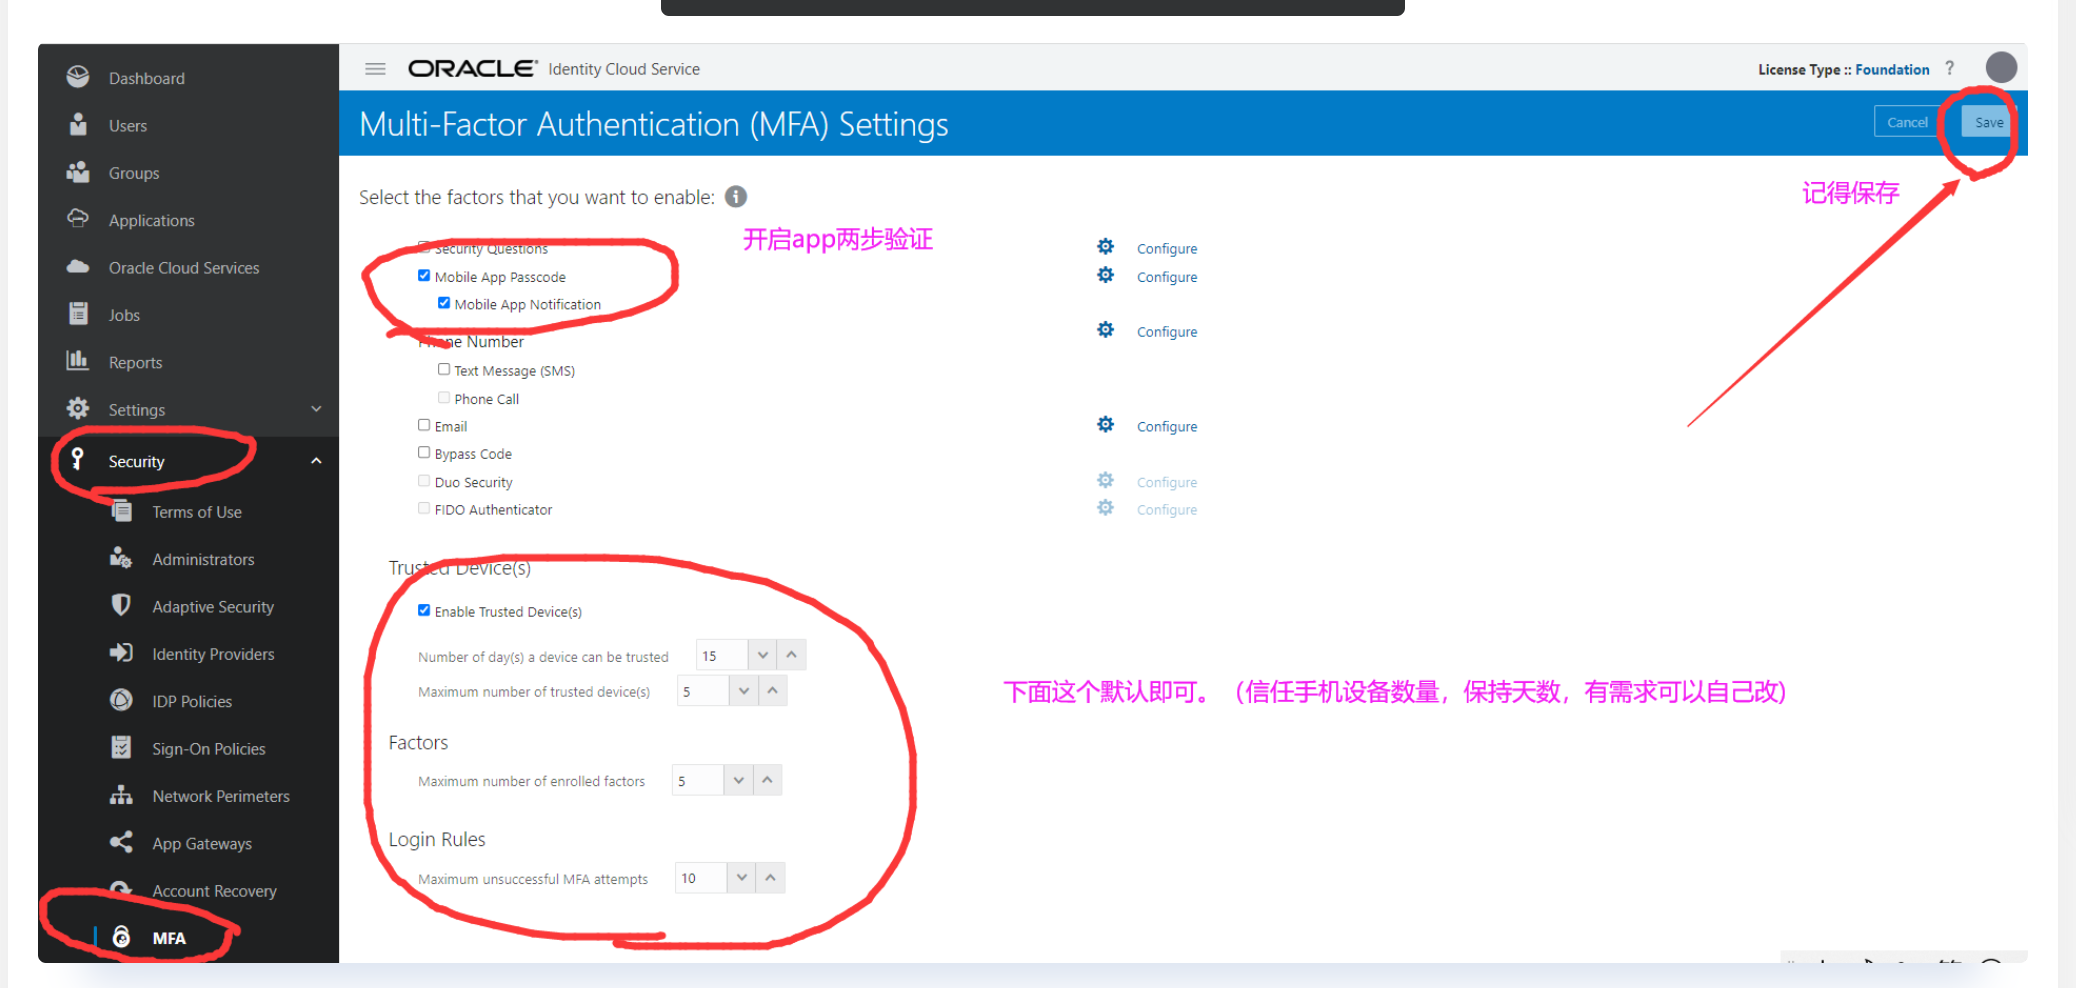 Dashboard
Users
Groups
Applications
Oracle Cloud Services
Jobs
Reports
Settings
Security
Terms of Use
Administrators
Adaptive Security
Identity Providers
IDP Policies
Sign-On Policies
Network Perimeters
App Gateways
Account Recovery
MFA
ORACLE Identity Cloud Service
License Type :: Foundation ?
Multi-Factor Authentication (MFA) Settings
Cancel
Save
记得保存
Select the factors that you want to enable:
开启app两步验证
Security Questions Configure
Mobile App Passcode Configure
Mobile App Notification
Phone Number Configure
Text Message (SMS)
Phone Call
Email Configure
Bypass Code
Duo Security Configure
FIDO Authenticator Configure
Trusted Device(s)
Enable Trusted Device(s)
Number of day(s) a device can be trusted 15
Maximum number of trusted device(s) 5
下面这个默认即可。（信任手机设备数量，保持天数，有需求可以自己改）
Factors
Maximum number of enrolled factors 5
Login Rules
Maximum unsuccessful MFA attempts 10